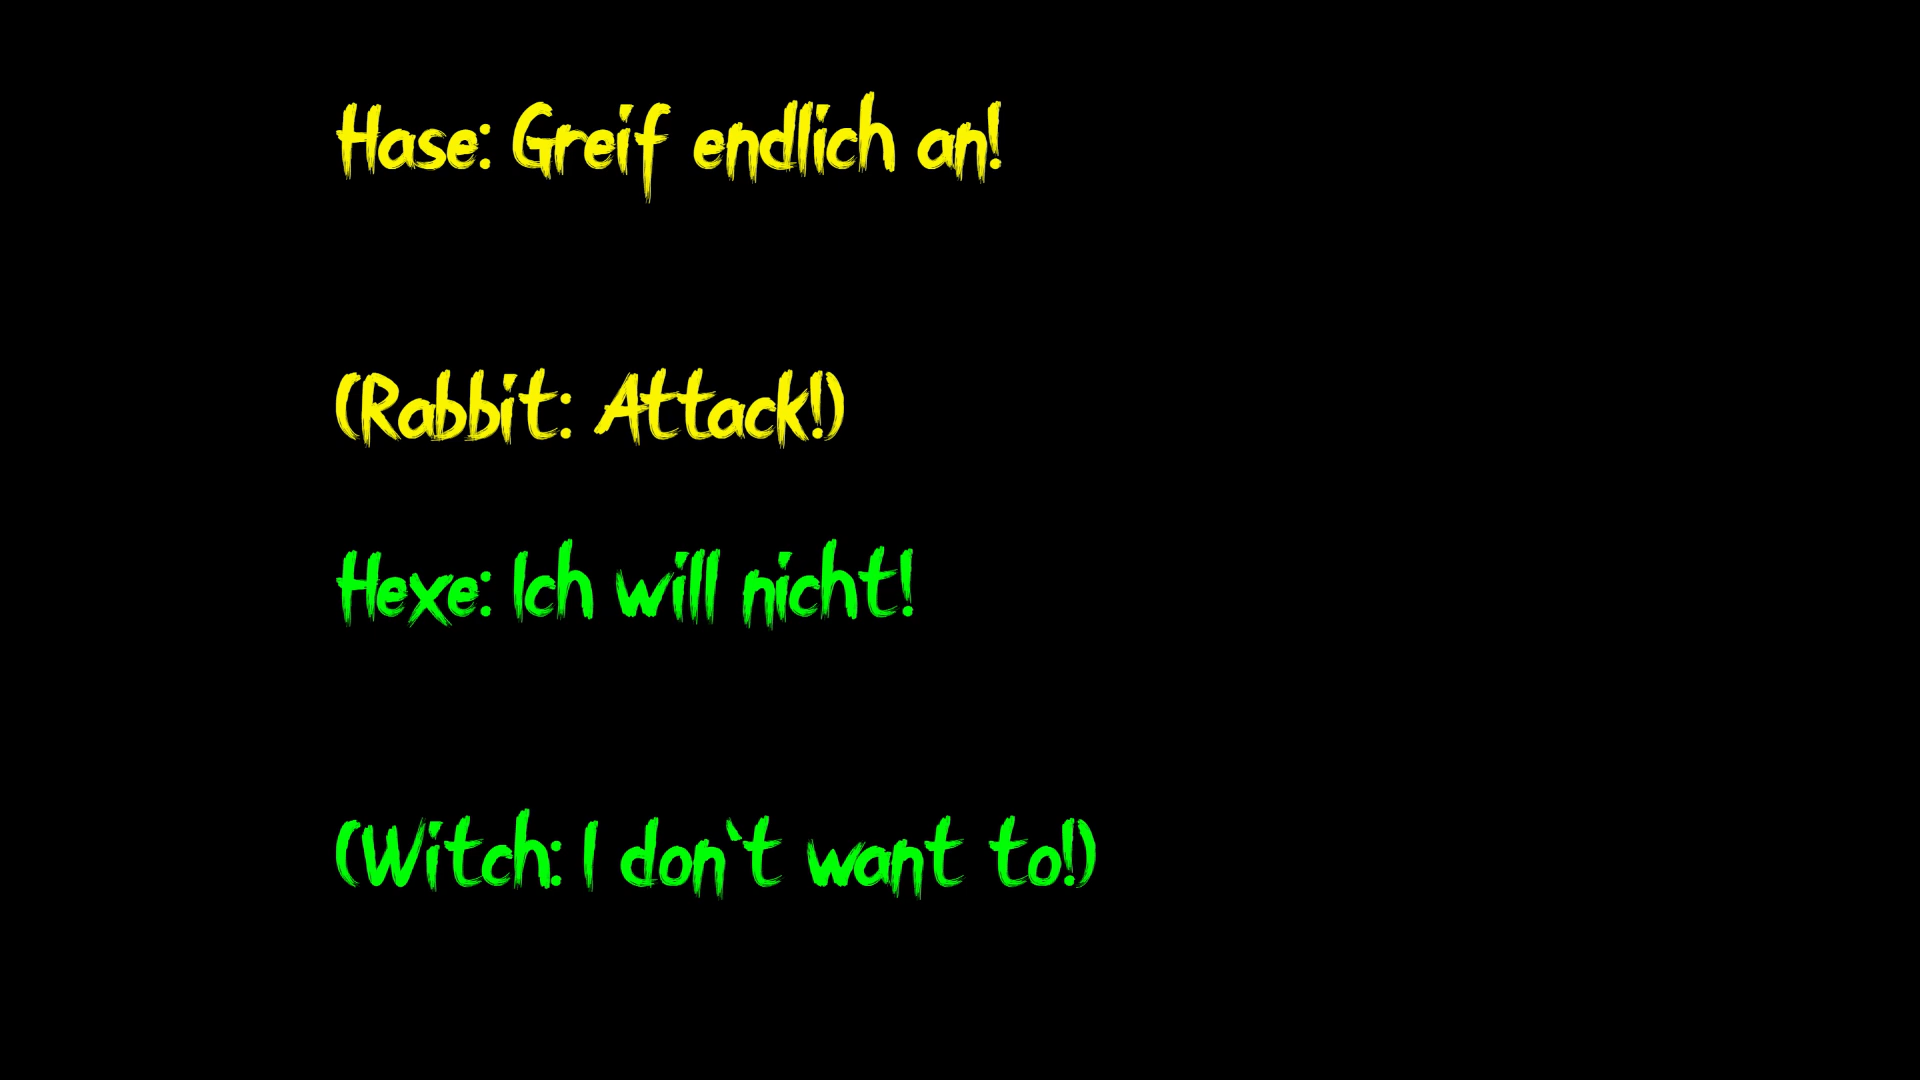 Hase: Greif endlich an!
(Rabbit: Attack!)
Hexe: Ich will nicht!
(Witch: I don`t want to!)